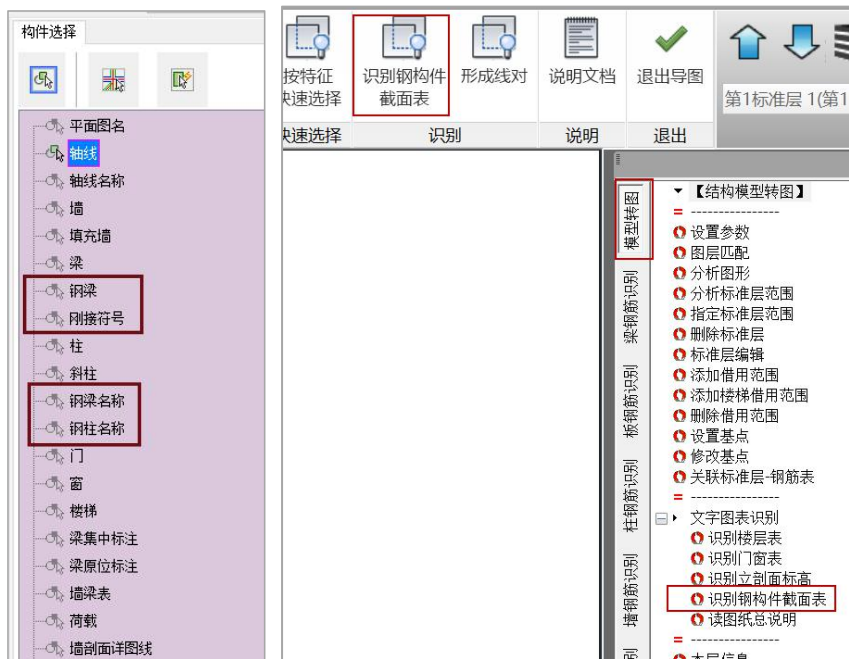 构件选择
平面图名
轴线
轴线名称
墙
填充墙
梁
钢梁
刚接符号
柱
斜柱
钢梁名称
钢柱名称
门
窗
楼梯
梁集中标注
梁原位标注
墙梁表
荷载
墙剖面详图线
按特征
快速选择
识别钢构件
截面表
形成线对
说明文档
退出导图
第1标准层 1(第1
快速选择
识别
说明
退出
模型转图
梁钢筋识别
板钢筋识别
柱钢筋识别
墙钢筋识别
别
【结构模型转图】
= ----------------
设置参数
图层匹配
分析图形
分析标准层范围
指定标准层范围
删除标准层
标准层编辑
添加借用范围
添加楼梯借用范围
删除借用范围
设置基点
修改基点
关联标准层-钢筋表
= ----------------
文字图表识别
识别楼层表
识别门窗表
识别立剖面标高
识别钢构件截面表
读图纸总说明
= ----------------
本层信息